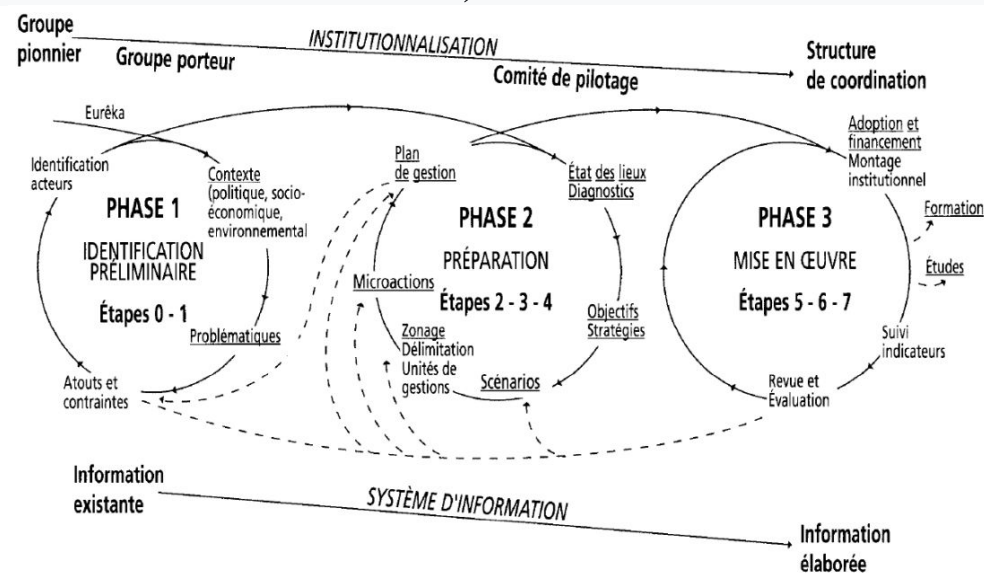 Groupe
pionnier
INSTITUTIONNALISATION
Groupe porteur
Comité de pilotage
Structure
de coordination
Eurêka
Identification
acteurs
Contexte
(politique, socio-
économique,
environnemental
PHASE 1
IDENTIFICATION
PRÉLIMINAIRE
Étapes 0 - 1
Problématiques
Atouts et
contraintes
Plan
de gestion
État des lieux
Diagnostics
PHASE 2
PRÉPARATION
Étapes 2 - 3 - 4
Microactions
Objectifs
Stratégies
Zonage
Délimitation
Unités de
gestions
Scénarios
Adoption et
financement
Montage
institutionnel
PHASE 3
MISE EN ŒUVRE
Étapes 5 - 6 - 7
Formation
Études
Suivi
indicateurs
Revue et
Évaluation
Information
existante
SYSTÈME D'INFORMATION
Information
élaborée